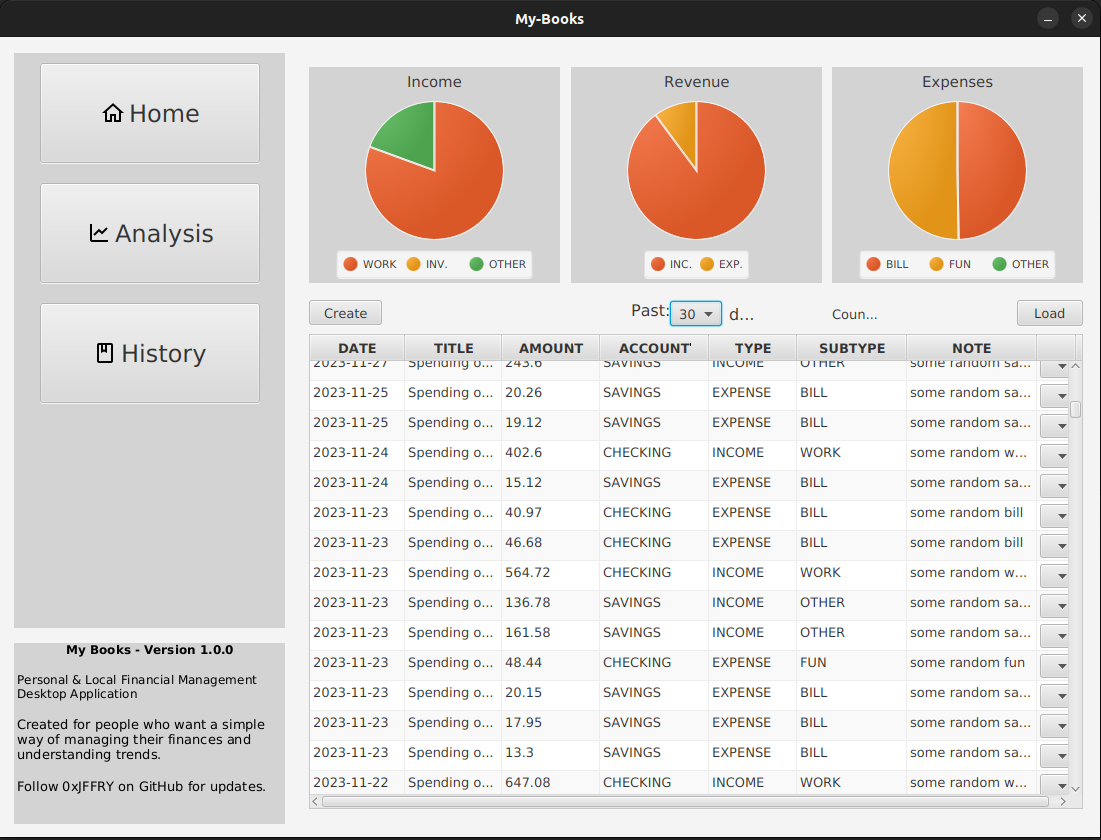 My-Books
Home
Analysis
History
My Books - Version 1.0.0
Personal & Local Financial Management
Desktop Application
Created for people who want a simple
way of managing their finances and
understanding trends.
Follow 0xJFFRY on GitHub for updates.
Income
WORK INV. OTHER
Revenue
INC. EXP.
Expenses
BILL FUN OTHER
Create Past: 30 d... Coun... Load
DATE TITLE AMOUNT ACCOUNT' TYPE SUBTYPE NOTE
2023-11-27 Spending o... 243.6 SAVINGS INCOME OTHER some random sa...
2023-11-25 Spending o... 20.26 SAVINGS EXPENSE BILL some random sa...
2023-11-25 Spending o... 19.12 SAVINGS EXPENSE BILL some random sa...
2023-11-24 Spending o... 402.6 CHECKING INCOME WORK some random w...
2023-11-24 Spending o... 15.12 SAVINGS EXPENSE BILL some random sa...
2023-11-23 Spending o... 40.97 CHECKING EXPENSE BILL some random bill
2023-11-23 Spending o... 46.68 CHECKING EXPENSE BILL some random bill
2023-11-23 Spending o... 564.72 CHECKING INCOME WORK some random w...
2023-11-23 Spending o... 136.78 SAVINGS INCOME OTHER some random sa...
2023-11-23 Spending o... 161.58 SAVINGS INCOME OTHER some random sa...
2023-11-23 Spending o... 48.44 CHECKING EXPENSE FUN some random fun
2023-11-23 Spending o... 20.15 SAVINGS EXPENSE BILL some random sa...
2023-11-23 Spending o... 17.95 SAVINGS EXPENSE BILL some random sa...
2023-11-23 Spending o... 13.3 SAVINGS EXPENSE BILL some random sa...
2023-11-22 Spending o... 647.08 CHECKING INCOME WORK some random w...